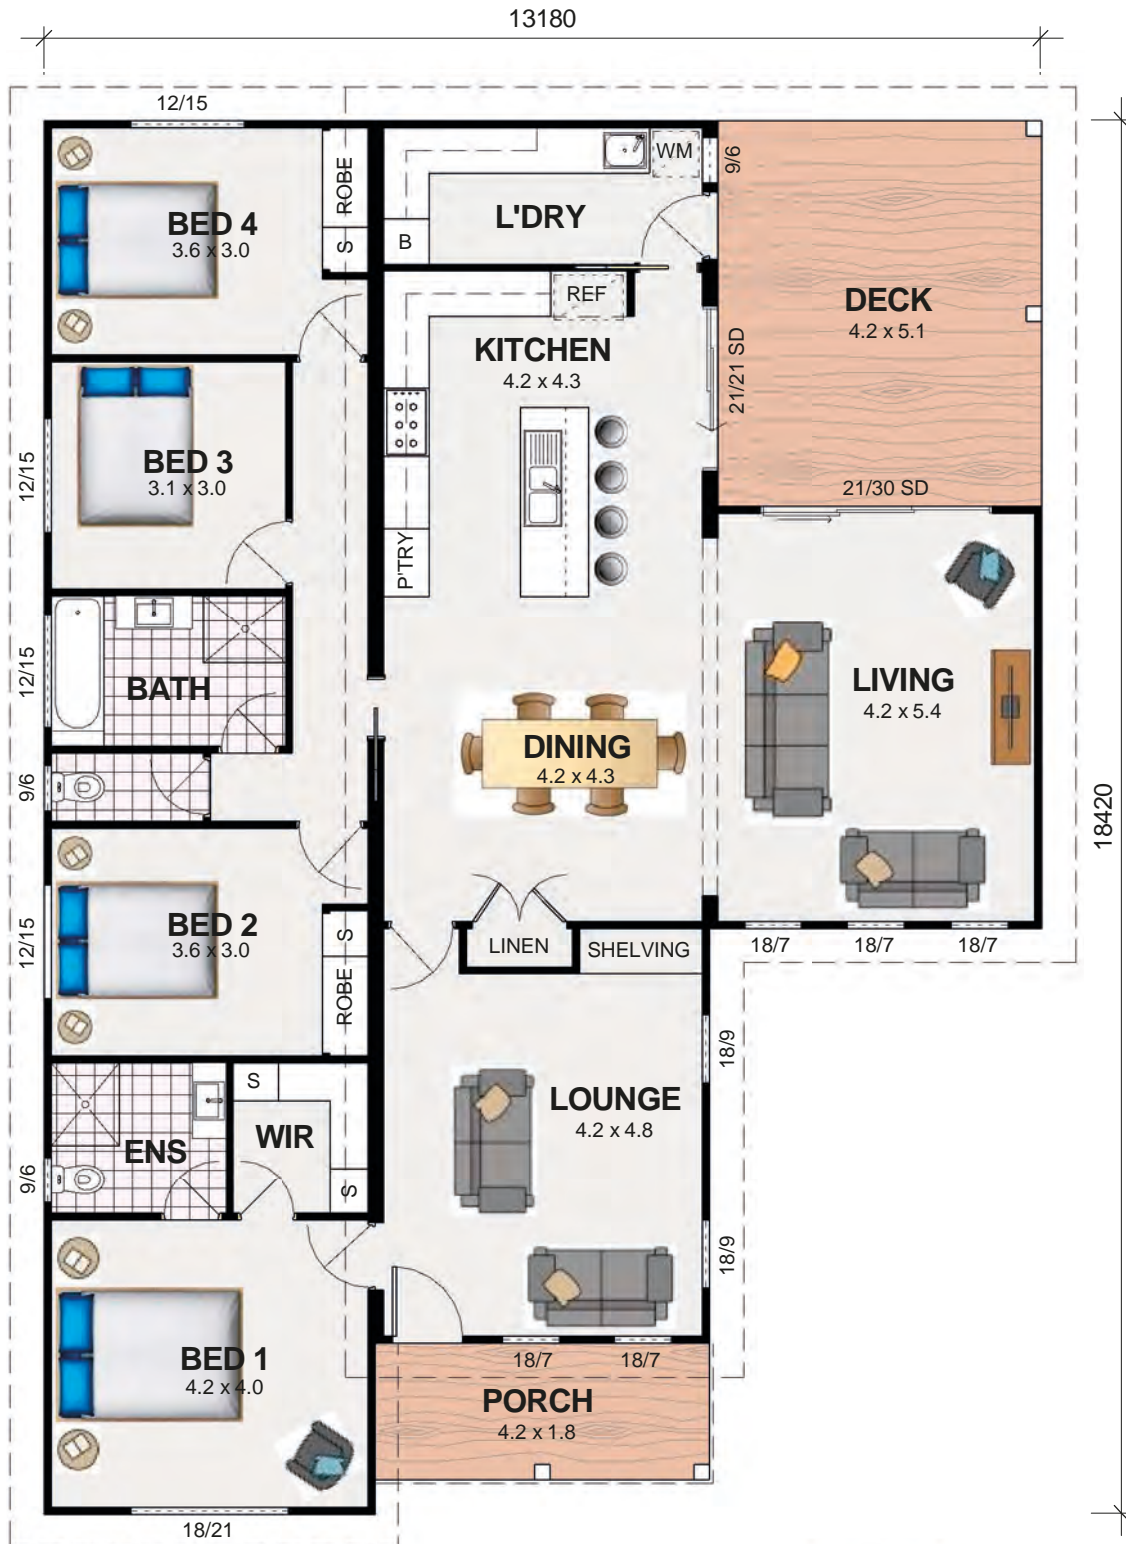 13180
12/15
ROBE
S
BED 4
3.6 x 3.0
WM
9/6
L'DRY
B
REF
DECK
4.2 x 5.1
KITCHEN
4.2 x 4.3
21/21 SD
BED 3
3.1 x 3.0
12/15
21/30 SD
P'TRY
12/15
BATH
LIVING
4.2 x 5.4
DINING
4.2 x 4.3
9/6
18420
BED 2
3.6 x 3.0
12/15
S
ROBE
LINEN
SHELVING
18/7
18/7
18/7
18/9
S
LOUNGE
4.2 x 4.8
WIR
ENS
9/6
S
18/9
BED 1
4.2 x 4.0
18/7
18/7
PORCH
4.2 x 1.8
18/21